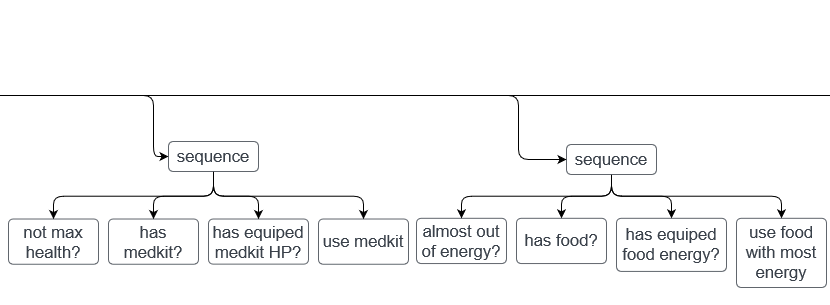 sequence
sequence
not max
health?
has
medkit?
has equiped
medkit HP?
use medkit
almost out
of energy?
has food?
has equiped
food energy?
use food
with most
energy